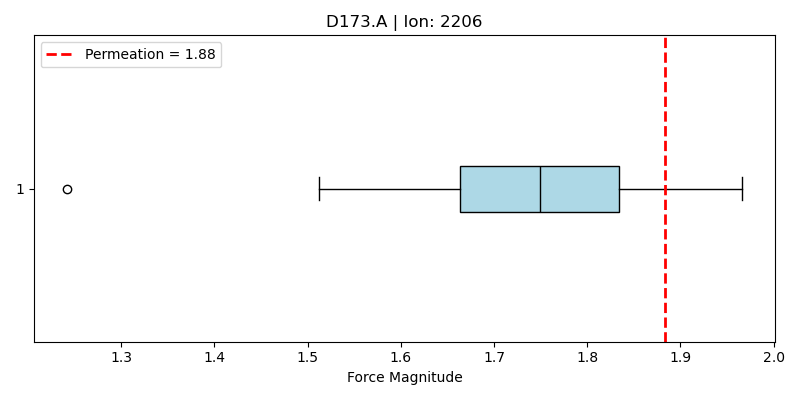 D173.A | Ion: 2206
Permeation = 1.88
1
1.3 1.4 1.5 1.6 1.7 1.8 1.9 2.0
Force Magnitude